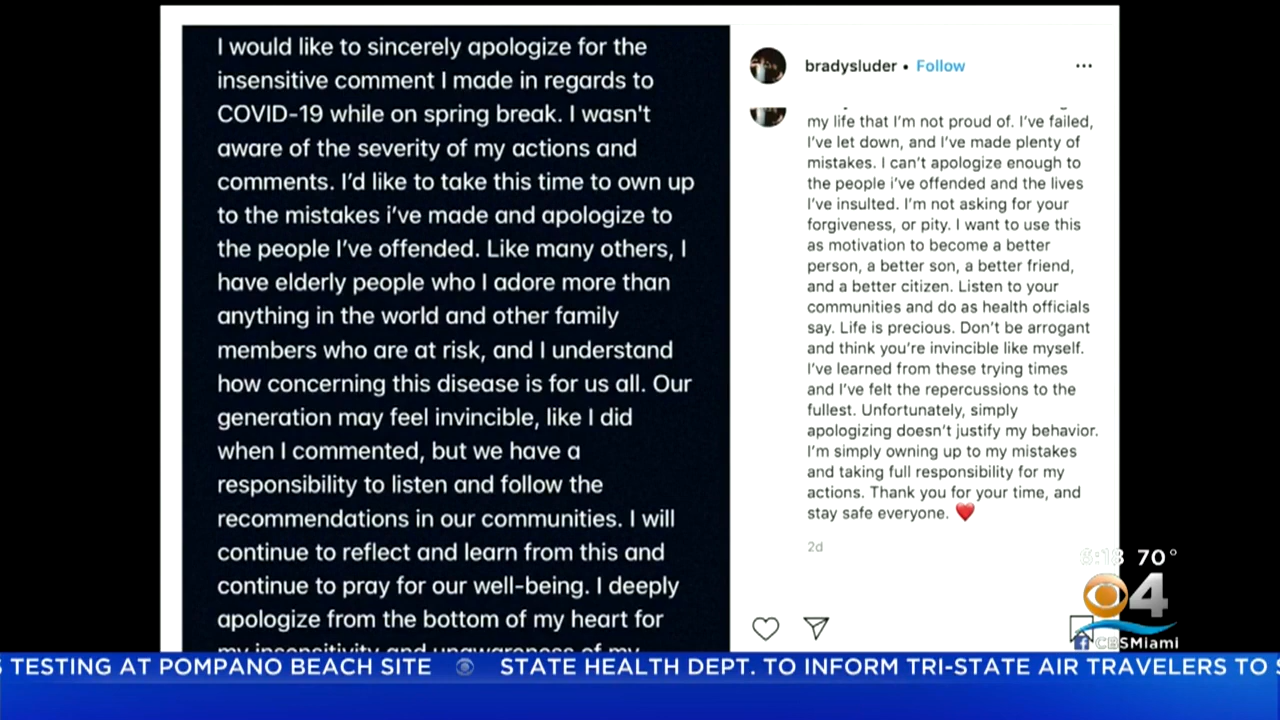 I would like to sincerely apologize for the
insensitive comment I made in regards to
COVID-19 while on spring break. I wasn't
aware of the severity of my actions and
comments. I'd like to take this time to own up
to the mistakes i've made and apologize to
the people I've offended. Like many others, I
have elderly people who I adore more than
anything in the world and other family
members who are at risk, and I understand
how concerning this disease is for us all. Our
generation may feel invincible, like I did
when I commented, but we have a
responsibility to listen and follow the
recommendations in our communities. I will
continue to reflect and learn from this and
continue to pray for our well-being. I deeply
apologize from the bottom of my heart for
my insensitivity and unawareness of my
bradysluder • Follow
my life that I'm not proud of. I've failed,
I've let down, and I've made plenty of
mistakes. I can't apologize enough to
the people i've offended and the lives
I've insulted. I'm not asking for your
forgiveness, or pity. I want to use this
as motivation to become a better
person, a better son, a better friend,
and a better citizen. Listen to your
communities and do as health officials
say. Life is precious. Don't be arrogant
and think you're invincible like myself.
I've learned from these trying times
and I've felt the repercussions to the
fullest. Unfortunately, simply
apologizing doesn't justify my behavior.
I'm simply owning up to my mistakes
and taking full responsibility for my
actions. Thank you for your time, and
stay safe everyone. ❤️
2d
70°
4
CBSMiami
TESTING AT POMPANO BEACH SITE STATE HEALTH DEPT. TO INFORM TRI-STATE AIR TRAVELERS TO